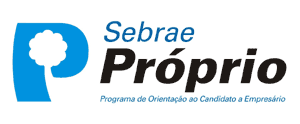 Sebrae
Próprio
Programa de Orientação ao Candidato a Empresário